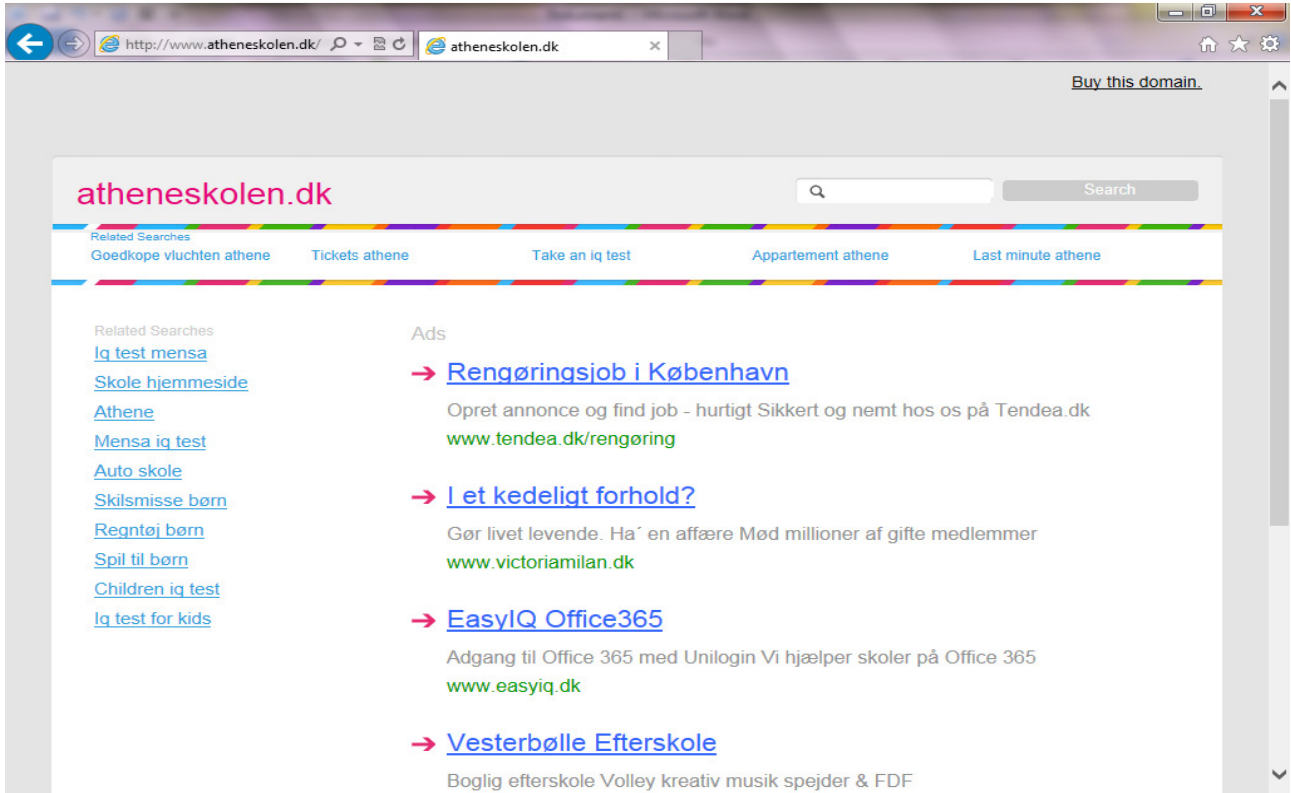 http://www.atheneskolen.dk/
atheneskolen.dk
Buy this domain.
atheneskolen.dk
Search
Related Searches
Goedkope vluchten athene Tickets athene Take an iq test Appartement athene Last minute athene
Related Searches
Iq test mensa
Skole hjemmeside
Athene
Mensa iq test
Auto skole
Skilsmisse børn
Regntøj børn
Spil til børn
Children iq test
Iq test for kids
Ads
Rengøringsjob i København
Opret annonce og find job - hurtigt Sikkert og nemt hos os på Tendea.dk
www.tendea.dk/rengøring
I et kedeligt forhold?
Gør livet levende. Ha´ en affære Mød millioner af gifte medlemmer
www.victoriamilan.dk
EasyIQ Office365
Adgang til Office 365 med Unilogin Vi hjælper skoler på Office 365
www.easyiq.dk
Vesterbølle Efterskole
Boglig efterskole Volley kreativ musik spejder & FDF